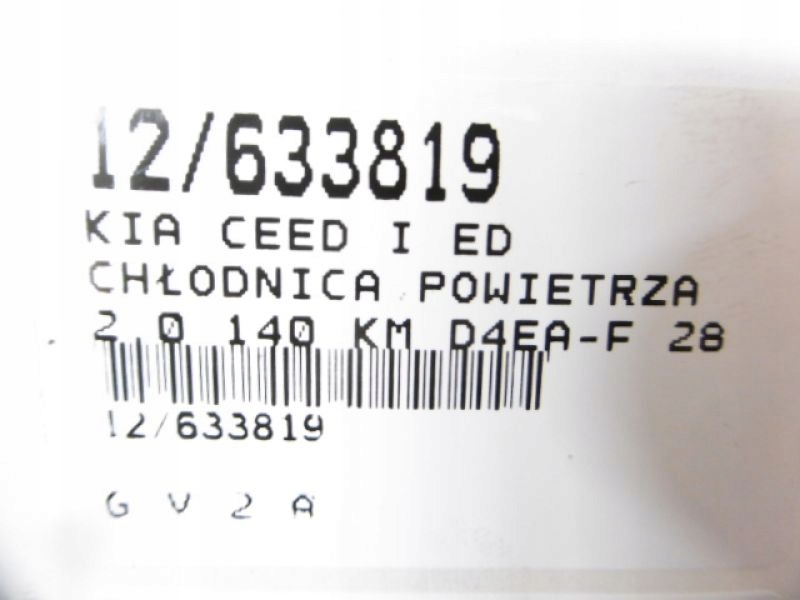 12/633819
KIA CEED I ED
CHŁODNICA POWIETRZA
2 0 140 KM D4EA-F 28
12/633819
G V 2 A